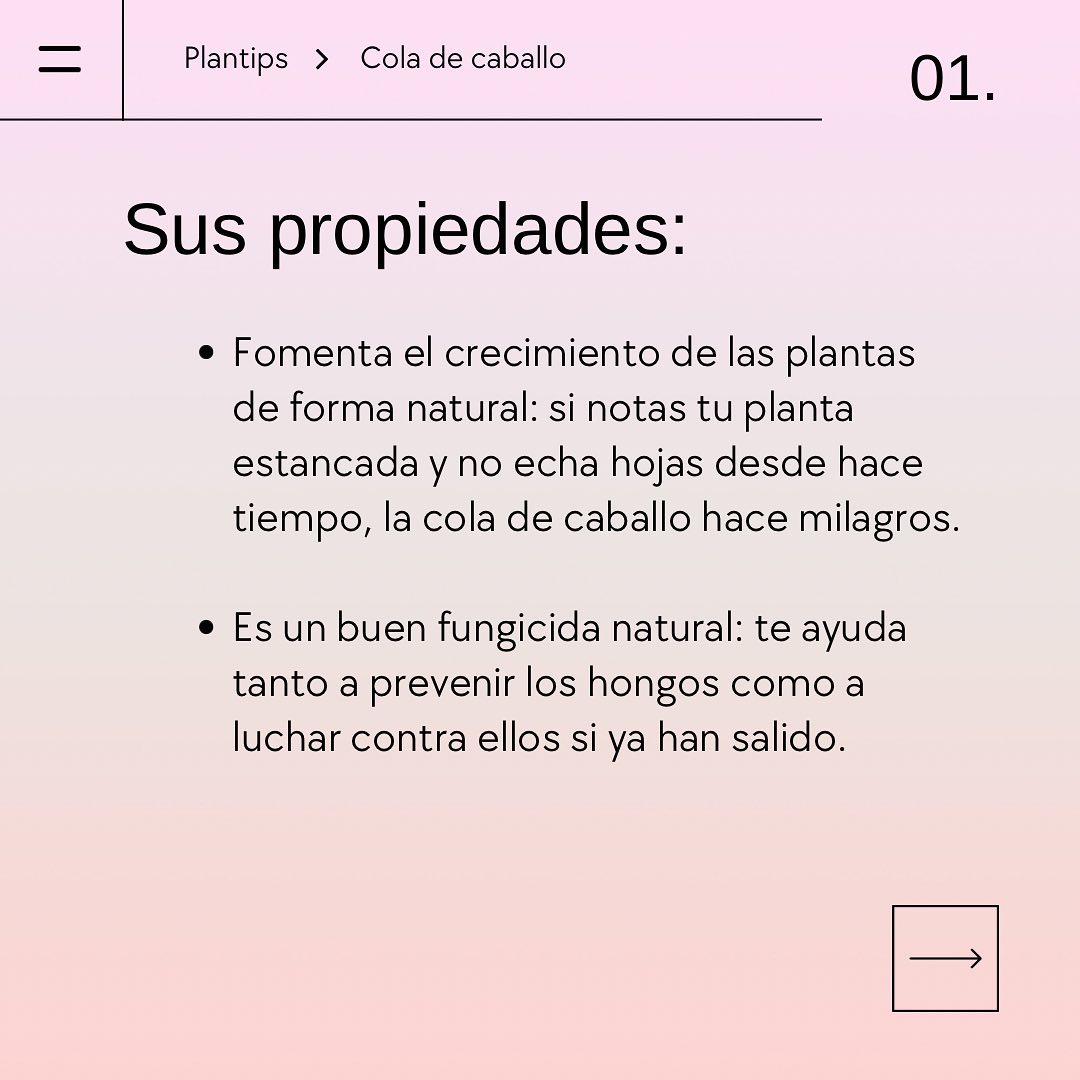 Plantips > Cola de caballo
01.
Sus propiedades:
• Fomenta el crecimiento de las plantas
de forma natural: si notas tu planta
estancada y no echa hojas desde hace
tiempo, la cola de caballo hace milagros.
• Es un buen fungicida natural: te ayuda
tanto a prevenir los hongos como a
luchar contra ellos si ya han salido.